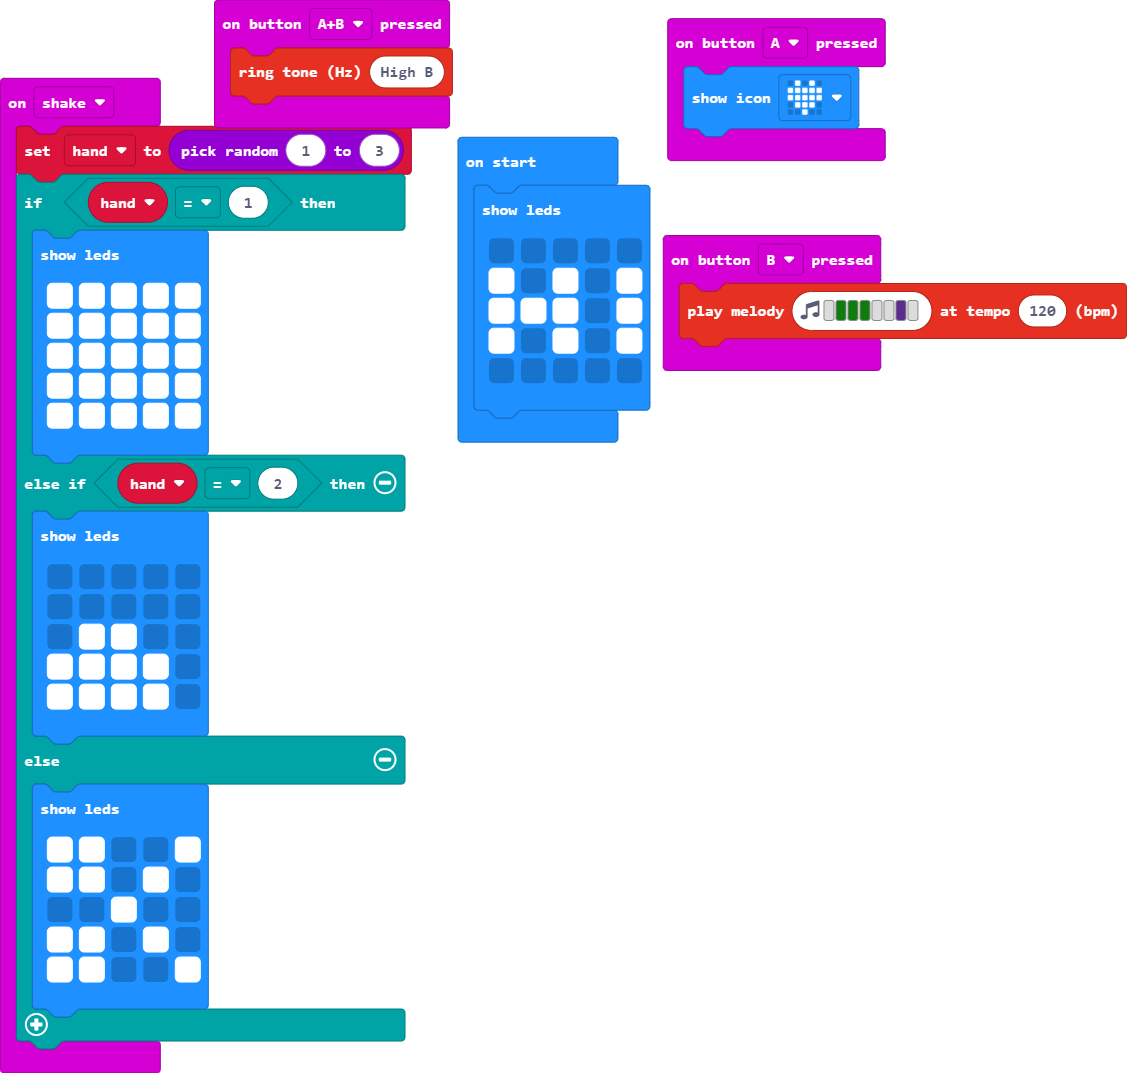 on button A+B pressed
ring tone (Hz) High B
on shake
set hand to pick random 1 to 3
if hand = 1 then
show leds
else if hand = 2 then
show leds
else
show leds
on start
show leds
on button A pressed
show icon
on button B pressed
play melody at tempo 120 (bpm)